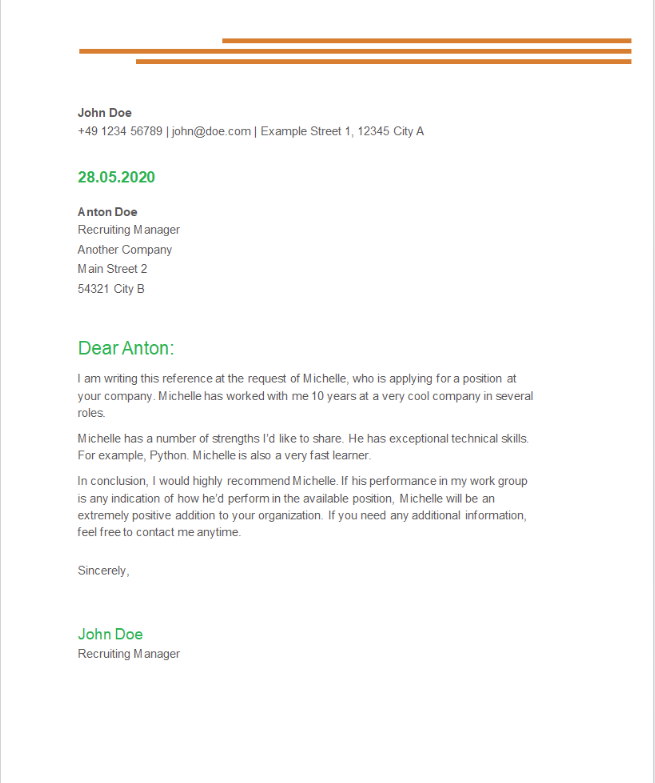 John Doe
+49 1234 56789 | john@doe.com | Example Street 1, 12345 City A
28.05.2020
Anton Doe
Recruiting Manager
Another Company
Main Street 2
54321 City B
Dear Anton:
I am writing this reference at the request of Michelle, who is applying for a position at
your company. Michelle has worked with me 10 years at a very cool company in several
roles.
Michelle has a number of strengths I'd like to share. He has exceptional technical skills.
For example, Python. Michelle is also a very fast learner.
In conclusion, I would highly recommend Michelle. If his performance in my work group
is any indication of how he'd perform in the available position, Michelle will be an
extremely positive addition to your organization. If you need any additional information,
feel free to contact me anytime.
Sincerely,
John Doe
Recruiting Manager